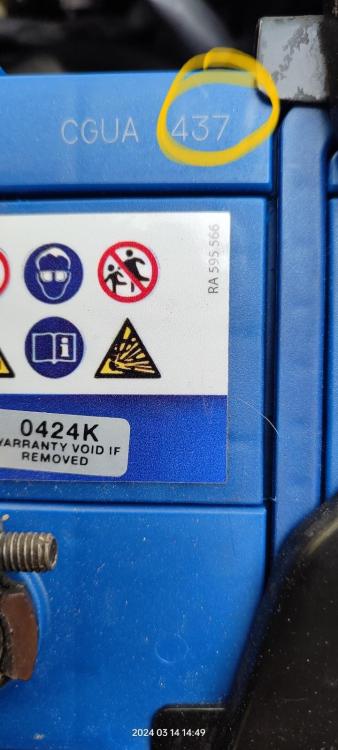 CGUA 437
RA 595 566
0424K
WARRANTY VOID IF
REMOVED
2024 03 14 14:49